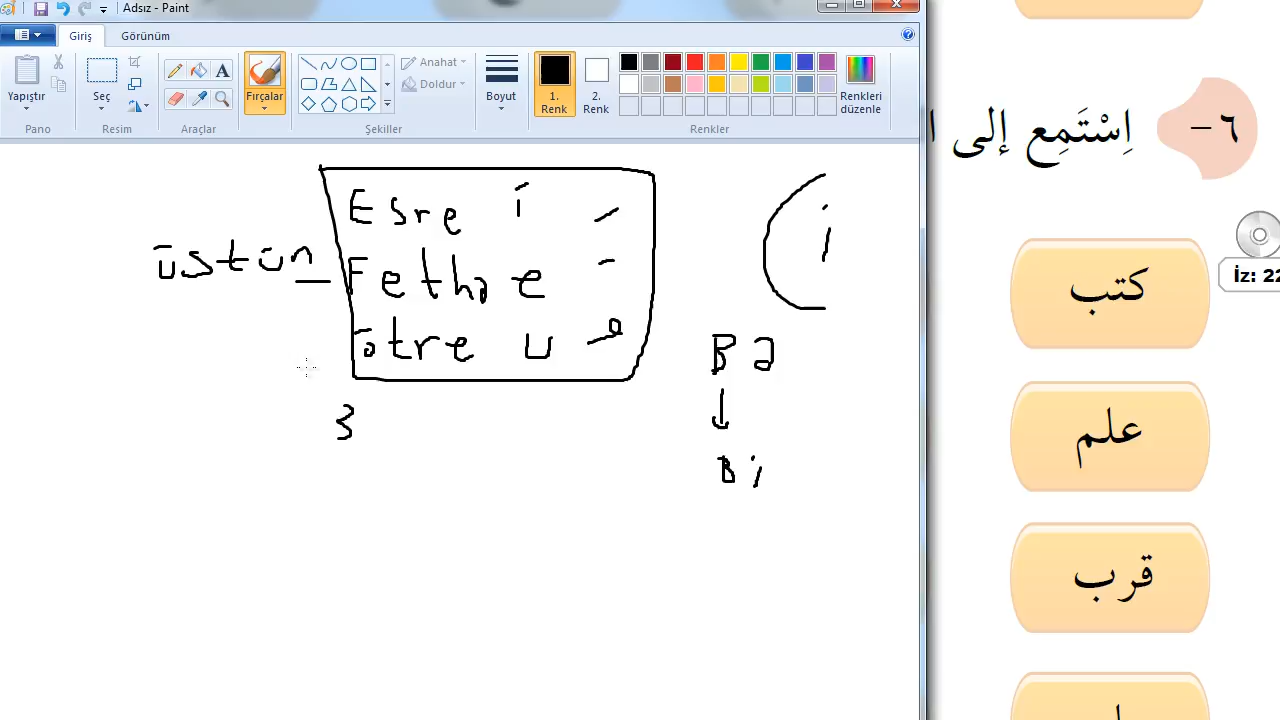 Adsız - Paint
Giriş
Görünüm
Yapıştır
Seç
Fırçalar
Anahat
Doldur
Boyut
1. Renk
2. Renk
Renkleri düzenle
Pano
Resim
Araçlar
Şekiller
Renkler
Esre i
üstün Fetha e
ötre u
3
i
Ba
Bi
٦ - اِسْتَمِع إلى ا
İz: 22
كتب
علم
قرب